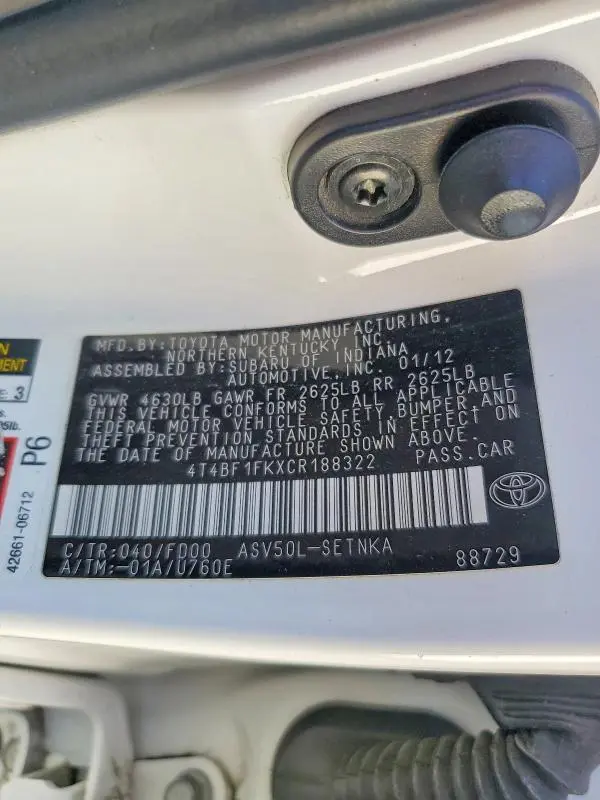 MFD.BY:TOYOTA MOTOR MANUFACTURING,
NORTHERN KENTUCKY INC.
ASSEMBLED BY:SUBARU OF INDIANA
AUTOMOTIVE,INC. 01/12
GVWR 4630LB GAWR FR 2625LB RR 2625LB
THIS VEHICLE CONFORMS TO ALL APPLICABLE
FEDERAL MOTOR VEHICLE SAFETY,BUMPER AND
THEFT PREVENTION STANDARDS IN EFFECT ON
THE DATE OF MANUFACTURE SHOWN ABOVE.
4T4BF1FKXCR188322 PASS.CAR
C/TR:040/FD00 ASV50L-SETNKA
A/TM:-01A/U760E 88729
P6
42661-06712
3